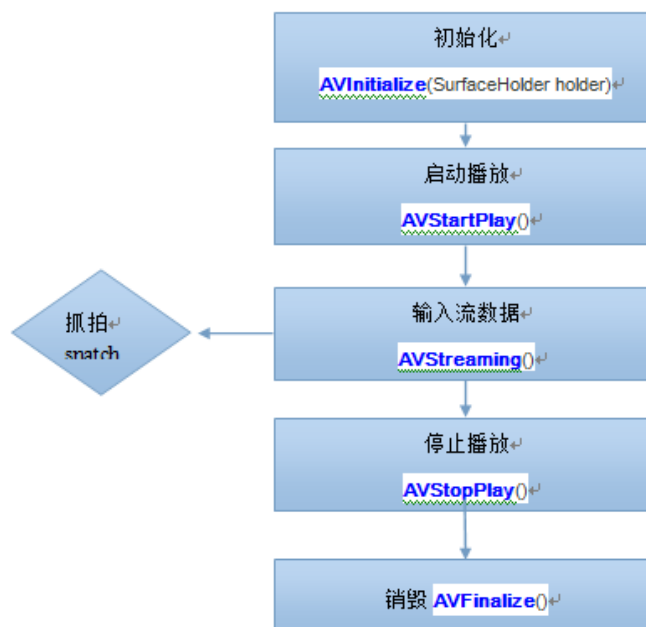 初始化
AVInitialize(SurfaceHolder holder)
启动播放
AVStartPlay()
抓拍
snatch
输入流数据
AVStreaming()
停止播放
AVStopPlay()
销毁 AVFinalize()